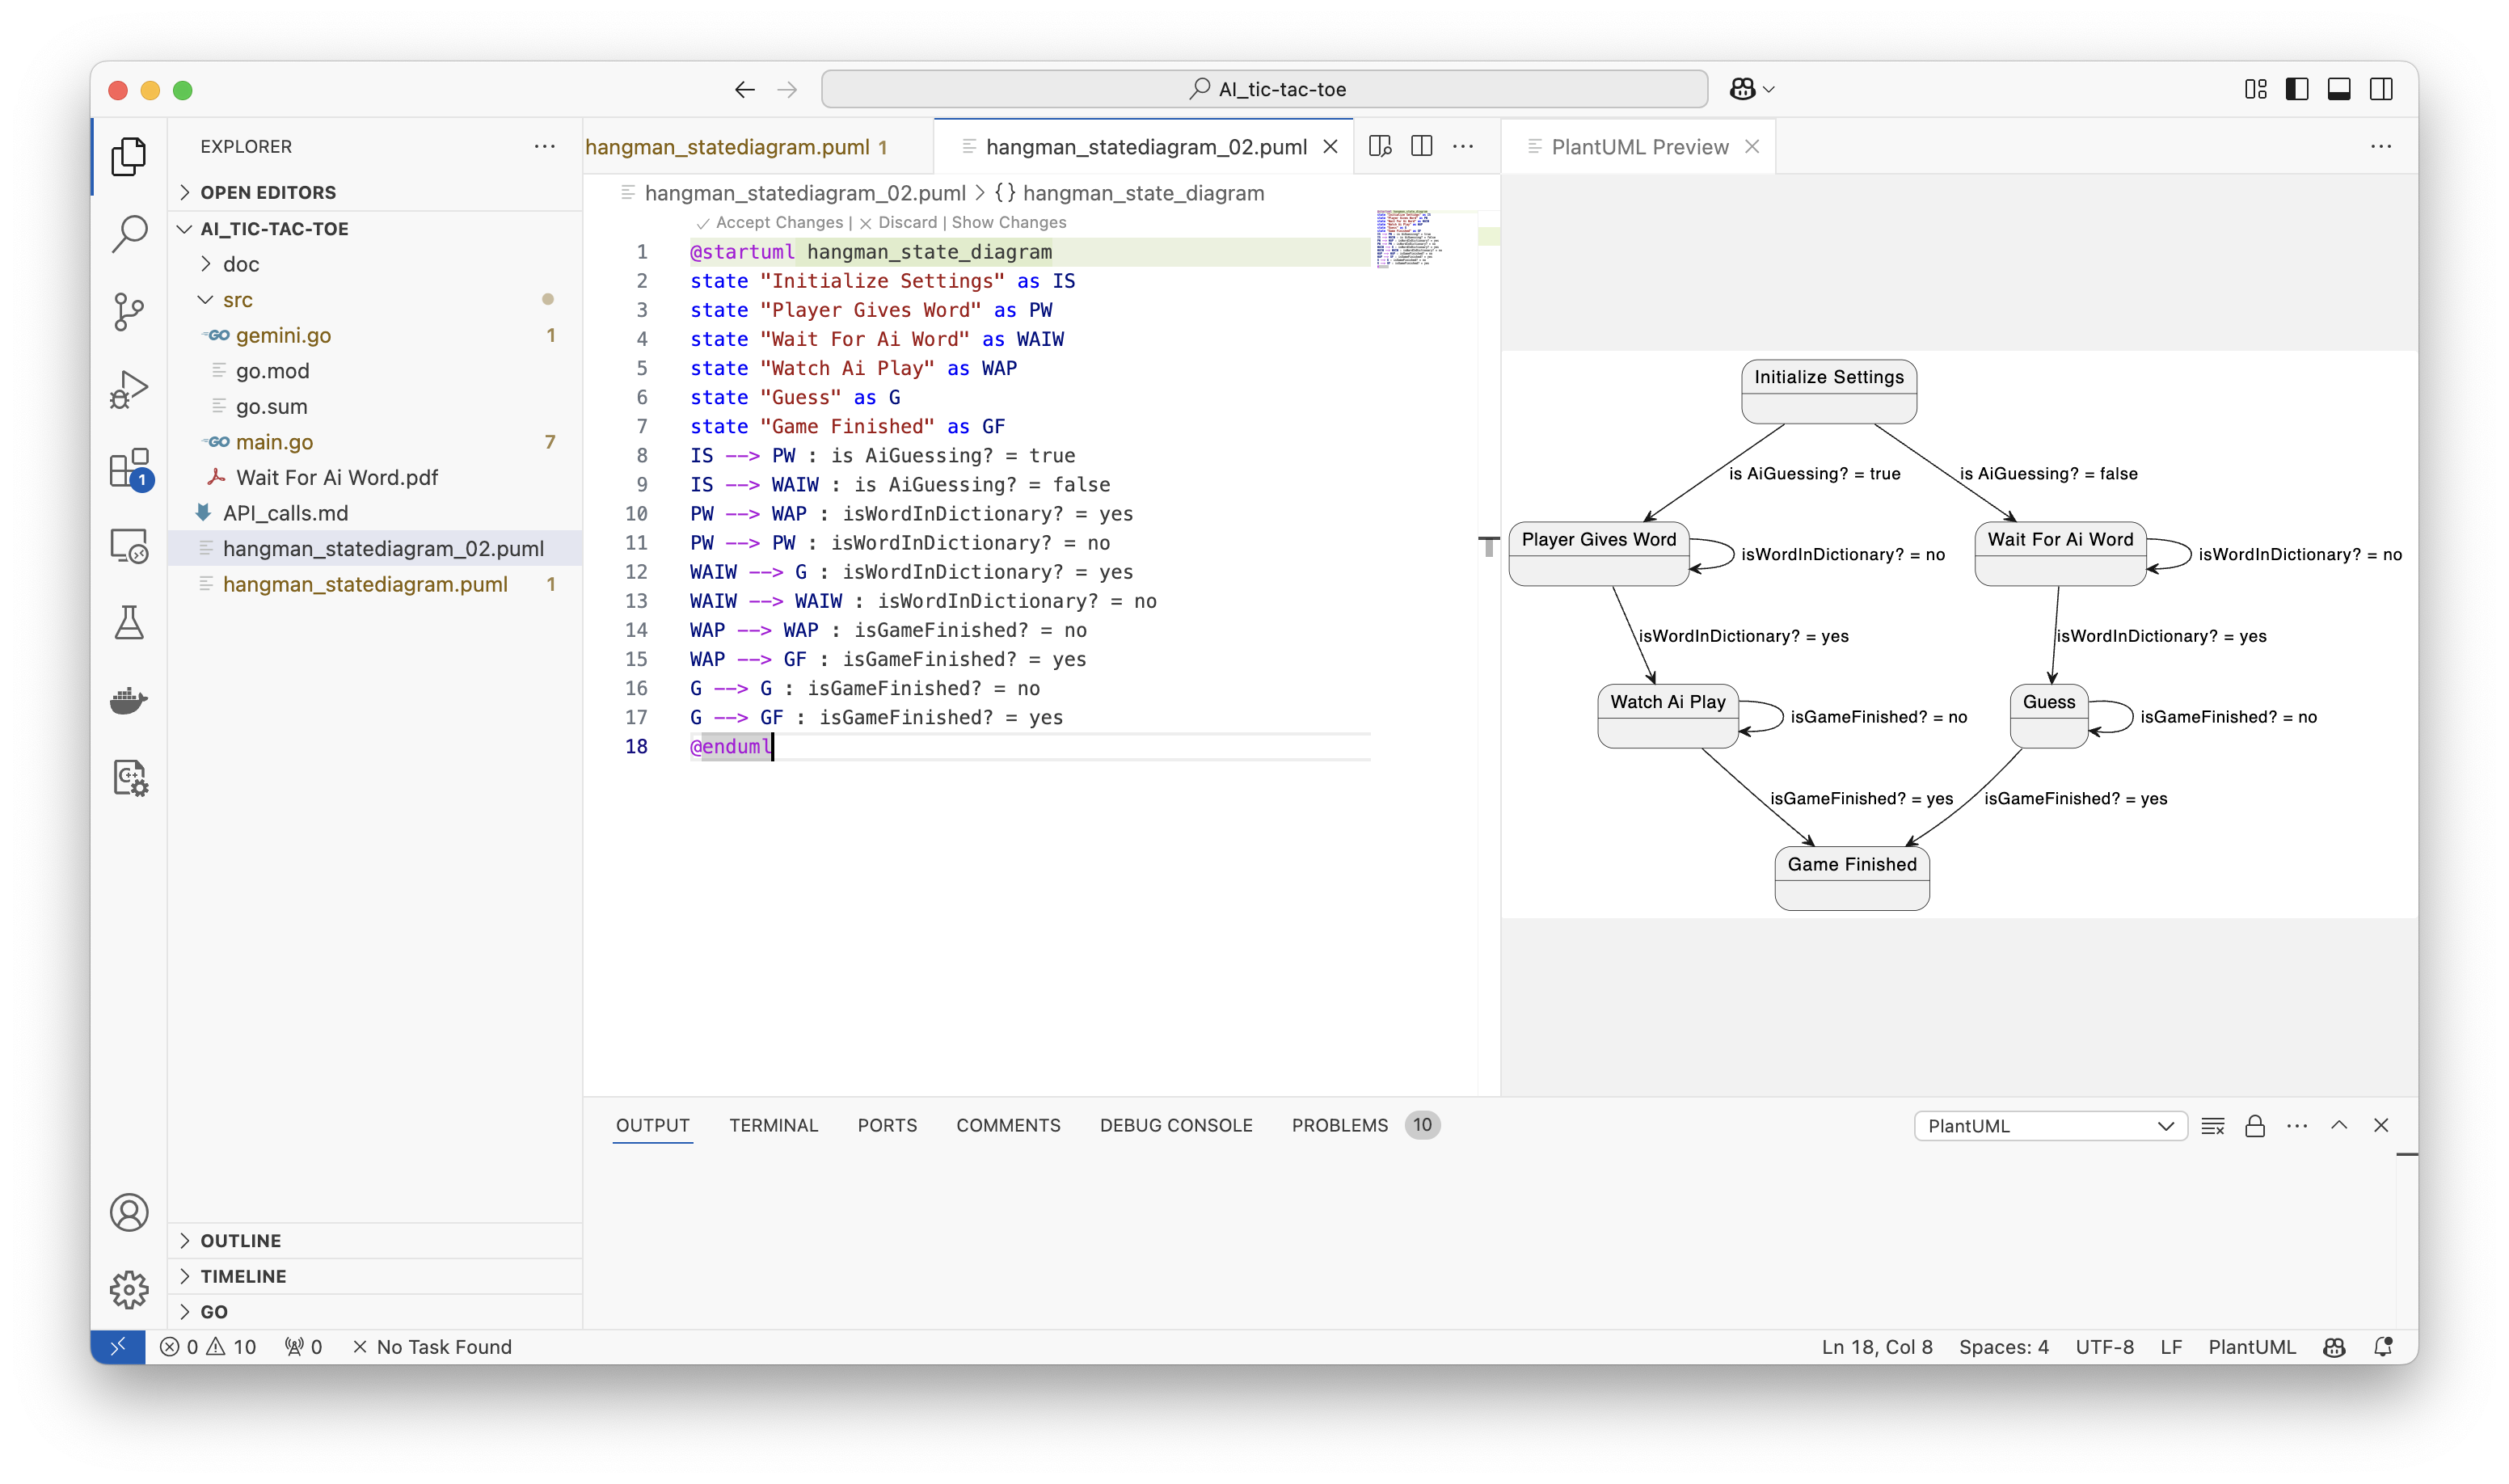 AI_tic-tac-toe
EXPLORER
OPEN EDITORS
AI_TIC-TAC-TOE
doc
src
GO gemini.go 1
go.mod
go.sum
GO main.go 7
Wait For Ai Word.pdf
API_calls.md
hangman_statediagram_02.puml
hangman_statediagram.puml 1
OUTLINE
TIMELINE
GO
1
hangman_statediagram.puml 1
hangman_statediagram_02.puml
hangman_statediagram_02.puml > {} hangman_state_diagram
Accept Changes | Discard | Show Changes
1 @startuml hangman_state_diagram
2 state "Initialize Settings" as IS
3 state "Player Gives Word" as PW
4 state "Wait For Ai Word" as WAIW
5 state "Watch Ai Play" as WAP
6 state "Guess" as G
7 state "Game Finished" as GF
8 IS --> PW : is AiGuessing? = true
9 IS --> WAIW : is AiGuessing? = false
10 PW --> WAP : isWordInDictionary? = yes
11 PW --> PW : isWordInDictionary? = no
12 WAIW --> G : isWordInDictionary? = yes
13 WAIW --> WAIW : isWordInDictionary? = no
14 WAP --> WAP : isGameFinished? = no
15 WAP --> GF : isGameFinished? = yes
16 G --> G : isGameFinished? = no
17 G --> GF : isGameFinished? = yes
18 @enduml
PlantUML Preview
Initialize Settings
is AiGuessing? = true
is AiGuessing? = false
Player Gives Word
isWordInDictionary? = no
Wait For Ai Word
isWordInDictionary? = no
isWordInDictionary? = yes
isWordInDictionary? = yes
Watch Ai Play
isGameFinished? = no
Guess
isGameFinished? = no
isGameFinished? = yes
isGameFinished? = yes
Game Finished
OUTPUT TERMINAL PORTS COMMENTS DEBUG CONSOLE PROBLEMS 10
PlantUML
0 10 0 No Task Found
Ln 18, Col 8 Spaces: 4 UTF-8 LF PlantUML